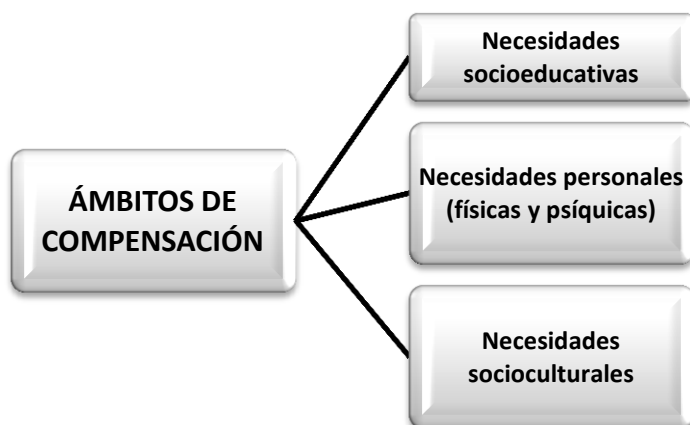 ÁMBITOS DE
COMPENSACIÓN
Necesidades
socioeducativas
Necesidades personales
(físicas y psíquicas)
Necesidades
socioculturales